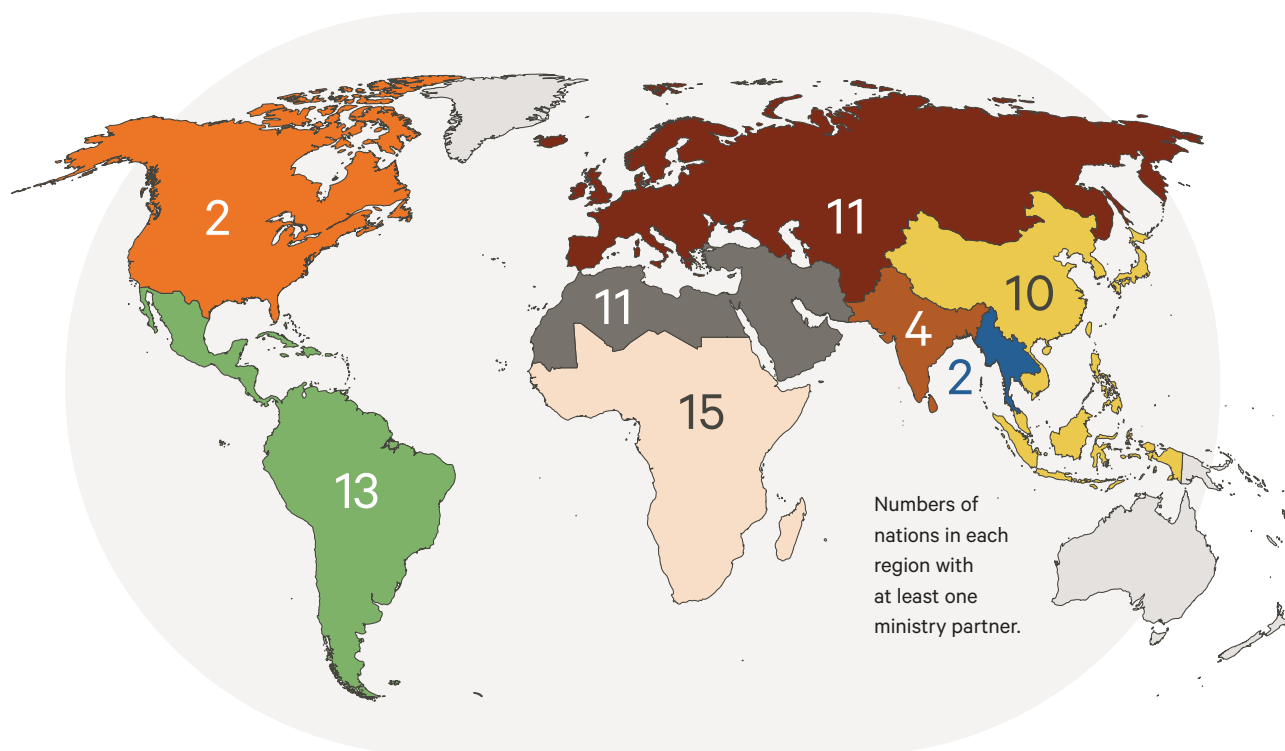 2
11
11
10
4
2
15
13
Numbers of
nations in each
region with
at least one
ministry partner.